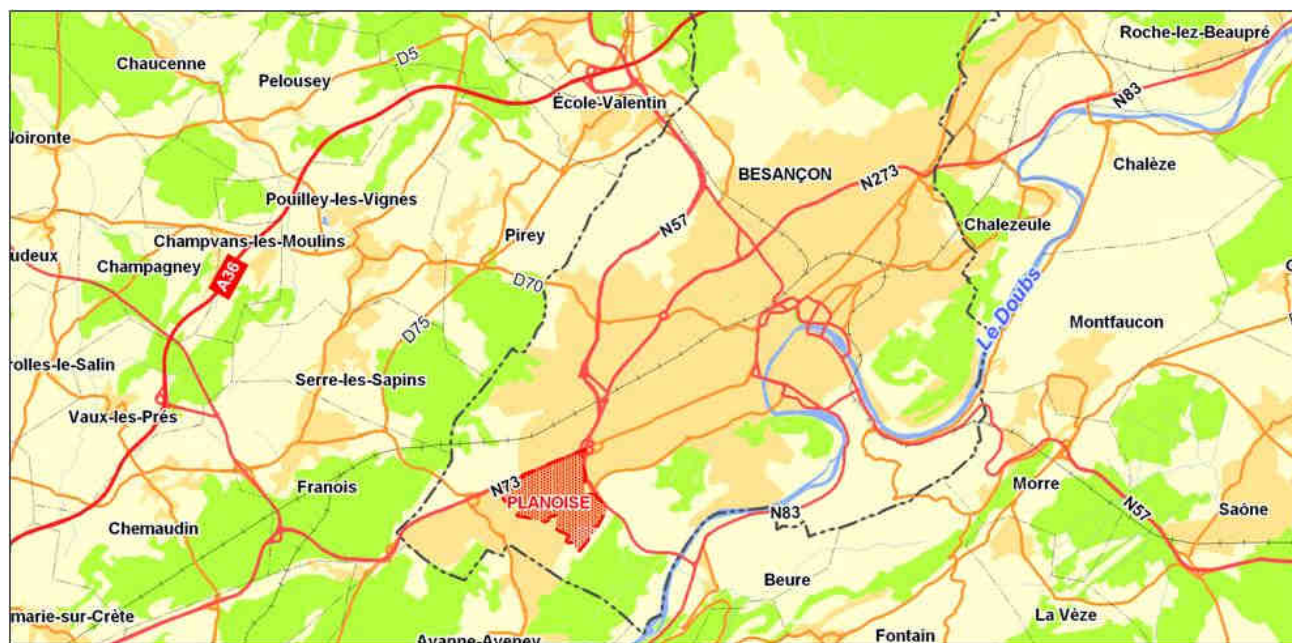 Roche-lez-Beaupré
Chaucenne
D5
Pelousey
N83
École-Valentin
Noironte
Chalèze
BESANÇON
N273
Pouilley-les-Vignes
N57
Chalezeule
Pirey
Champvans-les-Moulins
Champagney
A36
D70
Le Doubs
Montfaucon
D75
Serre-les-Sapins
Vaux-les-Prés
Franois
N73
PLANOISE
Morre
N83
Saône
Chemaudin
N57
Beure
La Vèze
Fontain